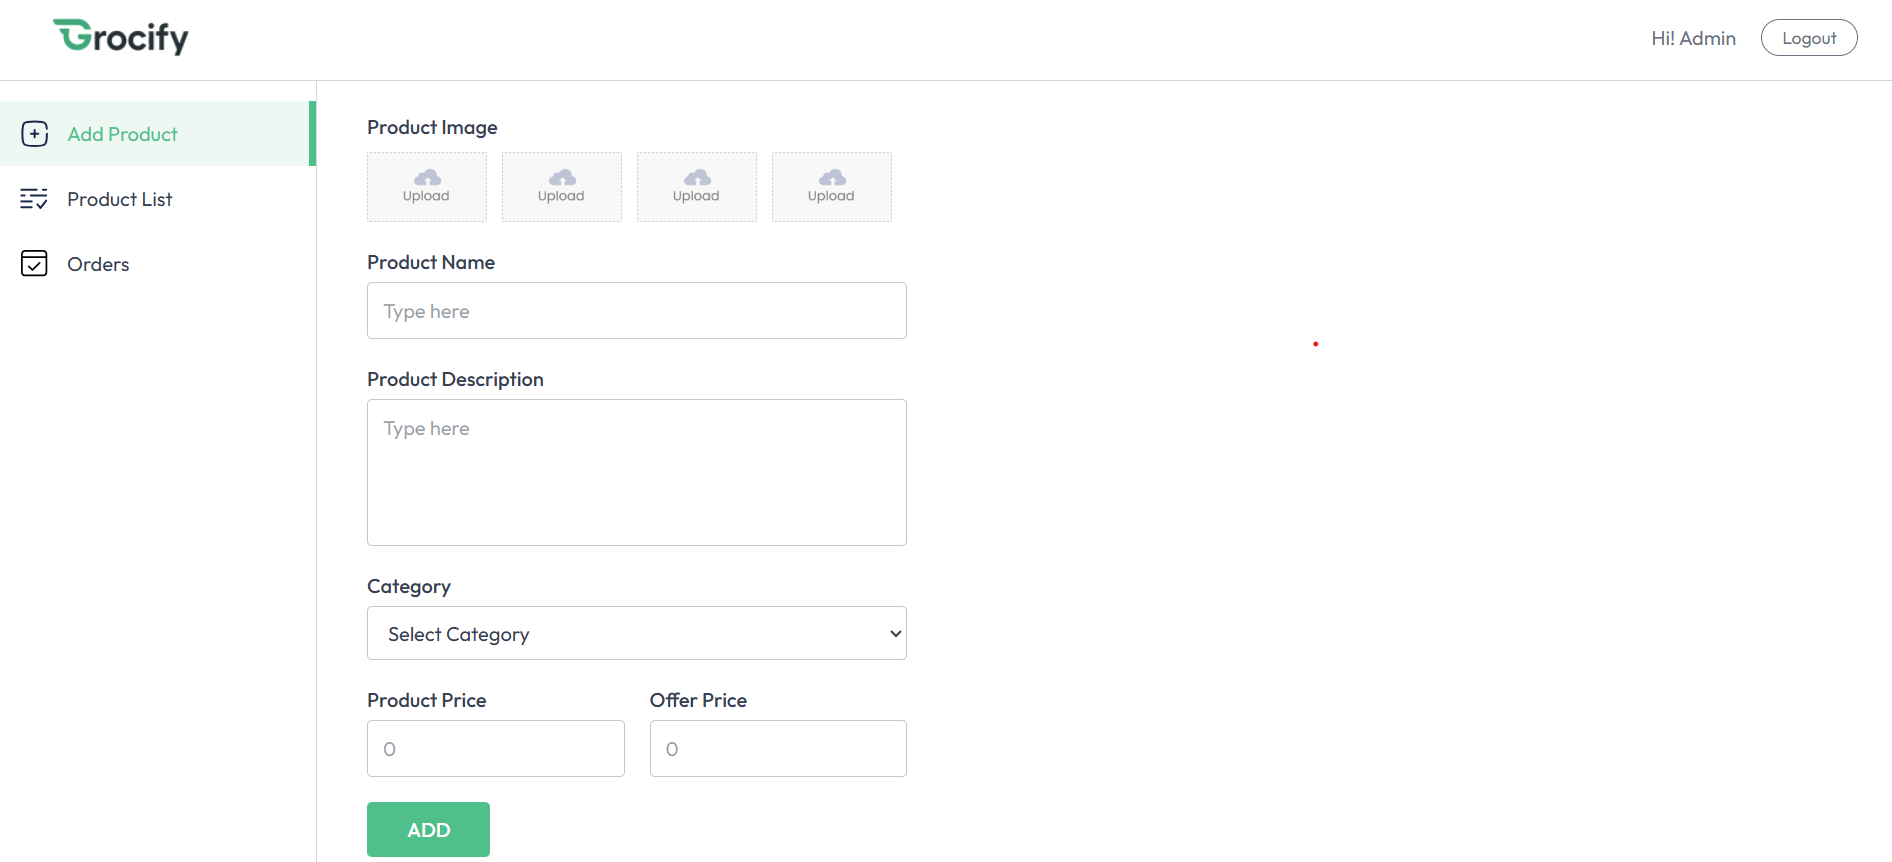 Grocify
Hi! Admin
Logout
Add Product
Product List
Orders
Product Image
Upload
Upload
Upload
Upload
Product Name
Type here
Product Description
Type here
Category
Select Category
Product Price
Offer Price
0
0
ADD